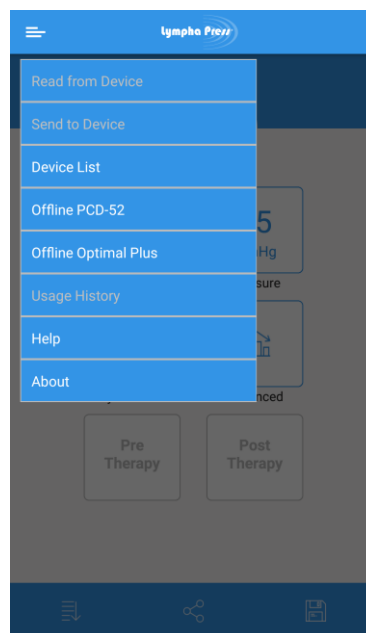 Lympha Press
Read from Device
Send to Device
Device List
Offline PCD-52
5
Offline Optimal Plus
Hg
sure
Usage History
Help
About
nced
Pre
Therapy
Post
Therapy